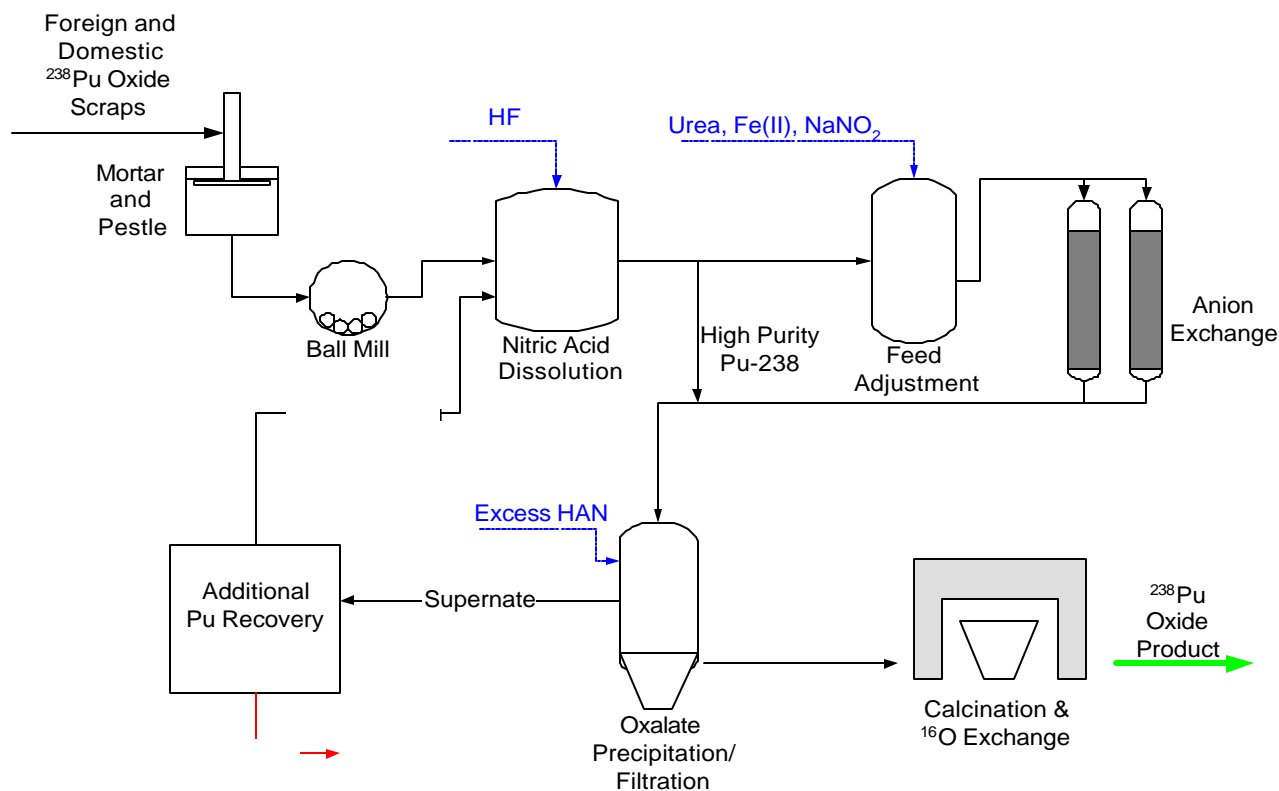 Foreign and
Domestic
²³⁸Pu Oxide
Scraps
Mortar
and
Pestle
Ball Mill
HF
Nitric Acid
Dissolution
Urea, Fe(II), NaNO₂
High Purity
Pu-238
Feed
Adjustment
Anion
Exchange
Excess HAN
Additional
Pu Recovery
Supernate
Oxalate
Precipitation/
Filtration
Calcination &
¹⁶O Exchange
²³⁸Pu
Oxide
Product